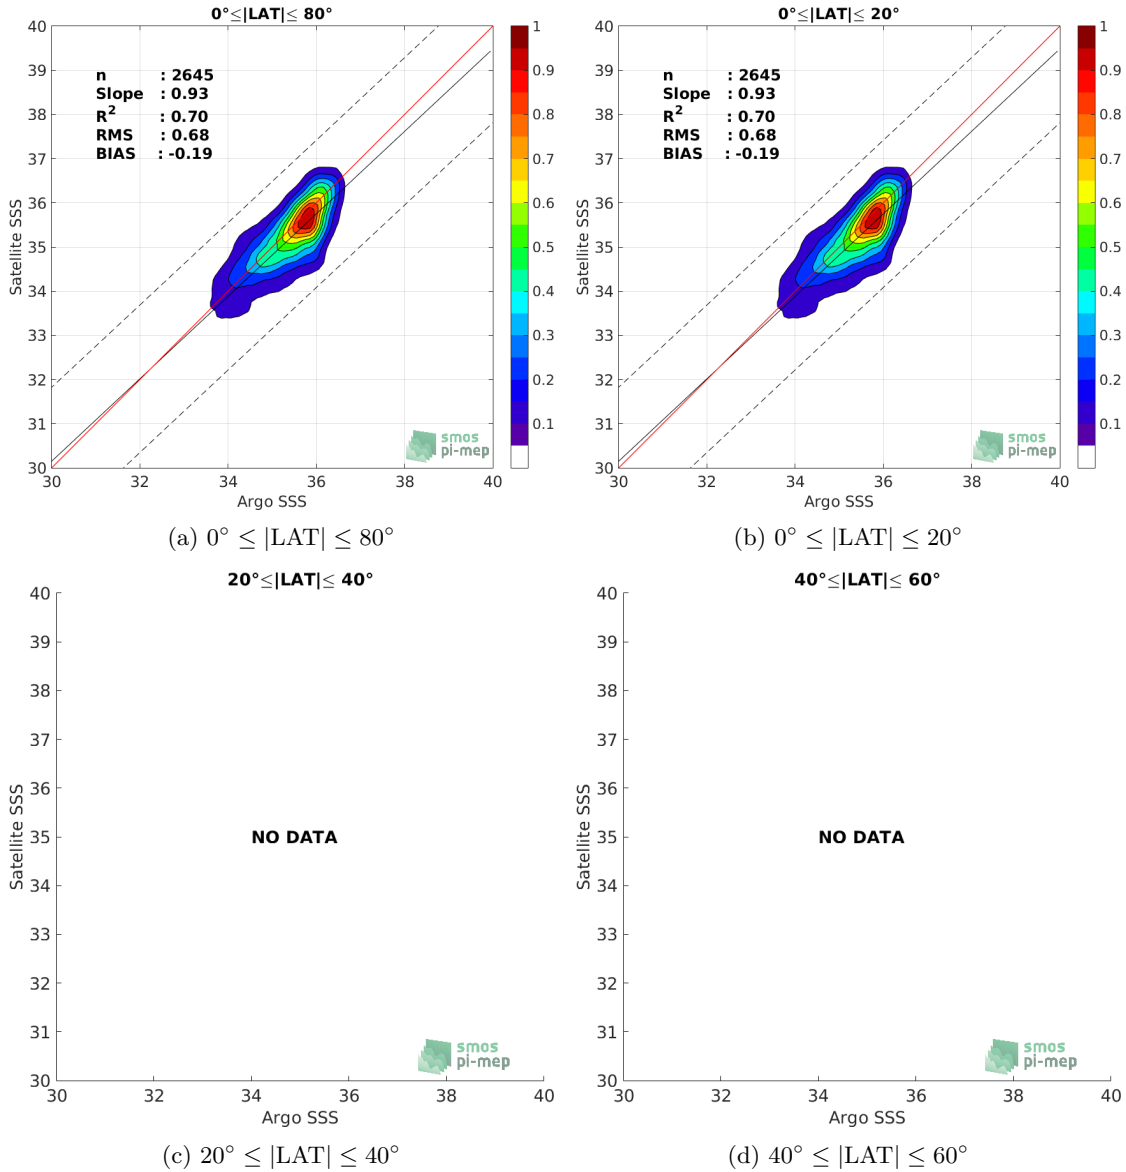 0°≤|LAT|≤ 80°
40
39
38
37
36
35
34
33
32
31
30
Satellite SSS
n : 2645
Slope : 0.93
R² : 0.70
RMS : 0.68
BIAS : -0.19
smos
pi-mep
30 32 34 36 38 40
Argo SSS
1
0.9
0.8
0.7
0.6
0.5
0.4
0.3
0.2
0.1
(a) 0° ≤ |LAT| ≤ 80°
0°≤|LAT|≤ 20°
40
39
38
37
36
35
34
33
32
31
30
Satellite SSS
n : 2645
Slope : 0.93
R² : 0.70
RMS : 0.68
BIAS : -0.19
smos
pi-mep
30 32 34 36 38 40
Argo SSS
1
0.9
0.8
0.7
0.6
0.5
0.4
0.3
0.2
0.1
(b) 0° ≤ |LAT| ≤ 20°
20°≤|LAT|≤ 40°
40
39
38
37
36
35
34
33
32
31
30
Satellite SSS
NO DATA
smos
pi-mep
30 32 34 36 38 40
Argo SSS
(c) 20° ≤ |LAT| ≤ 40°
40°≤|LAT|≤ 60°
40
39
38
37
36
35
34
33
32
31
30
Satellite SSS
NO DATA
smos
pi-mep
30 32 34 36 38 40
Argo SSS
(d) 40° ≤ |LAT| ≤ 60°